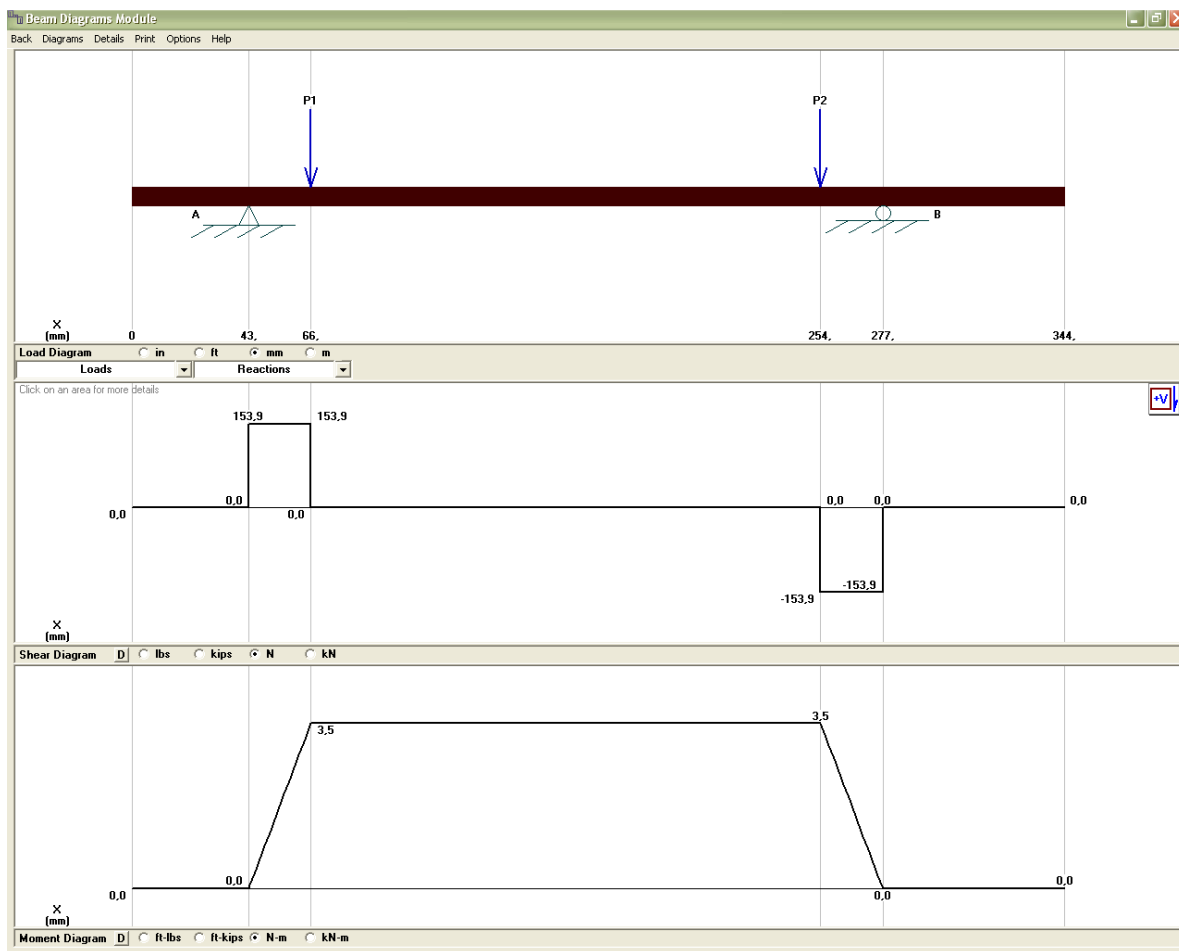 Beam Diagrams Module
Back Diagrams Details Print Options Help
P1 P2
A B
X
(mm) 0 43, 66, 254, 277, 344,
Load Diagram in ft mm m
Loads Reactions
Click on an area for more details
+V
153,9 153,9
0,0 0,0 0,0 0,0
0,0 0,0
-153,9
-153,9
X
(mm)
Shear Diagram D lbs kips N kN
3,5
3,5
0,0 0,0
0,0 0,0
X
(mm)
Moment Diagram D ft-lbs ft-kips N-m kN-m